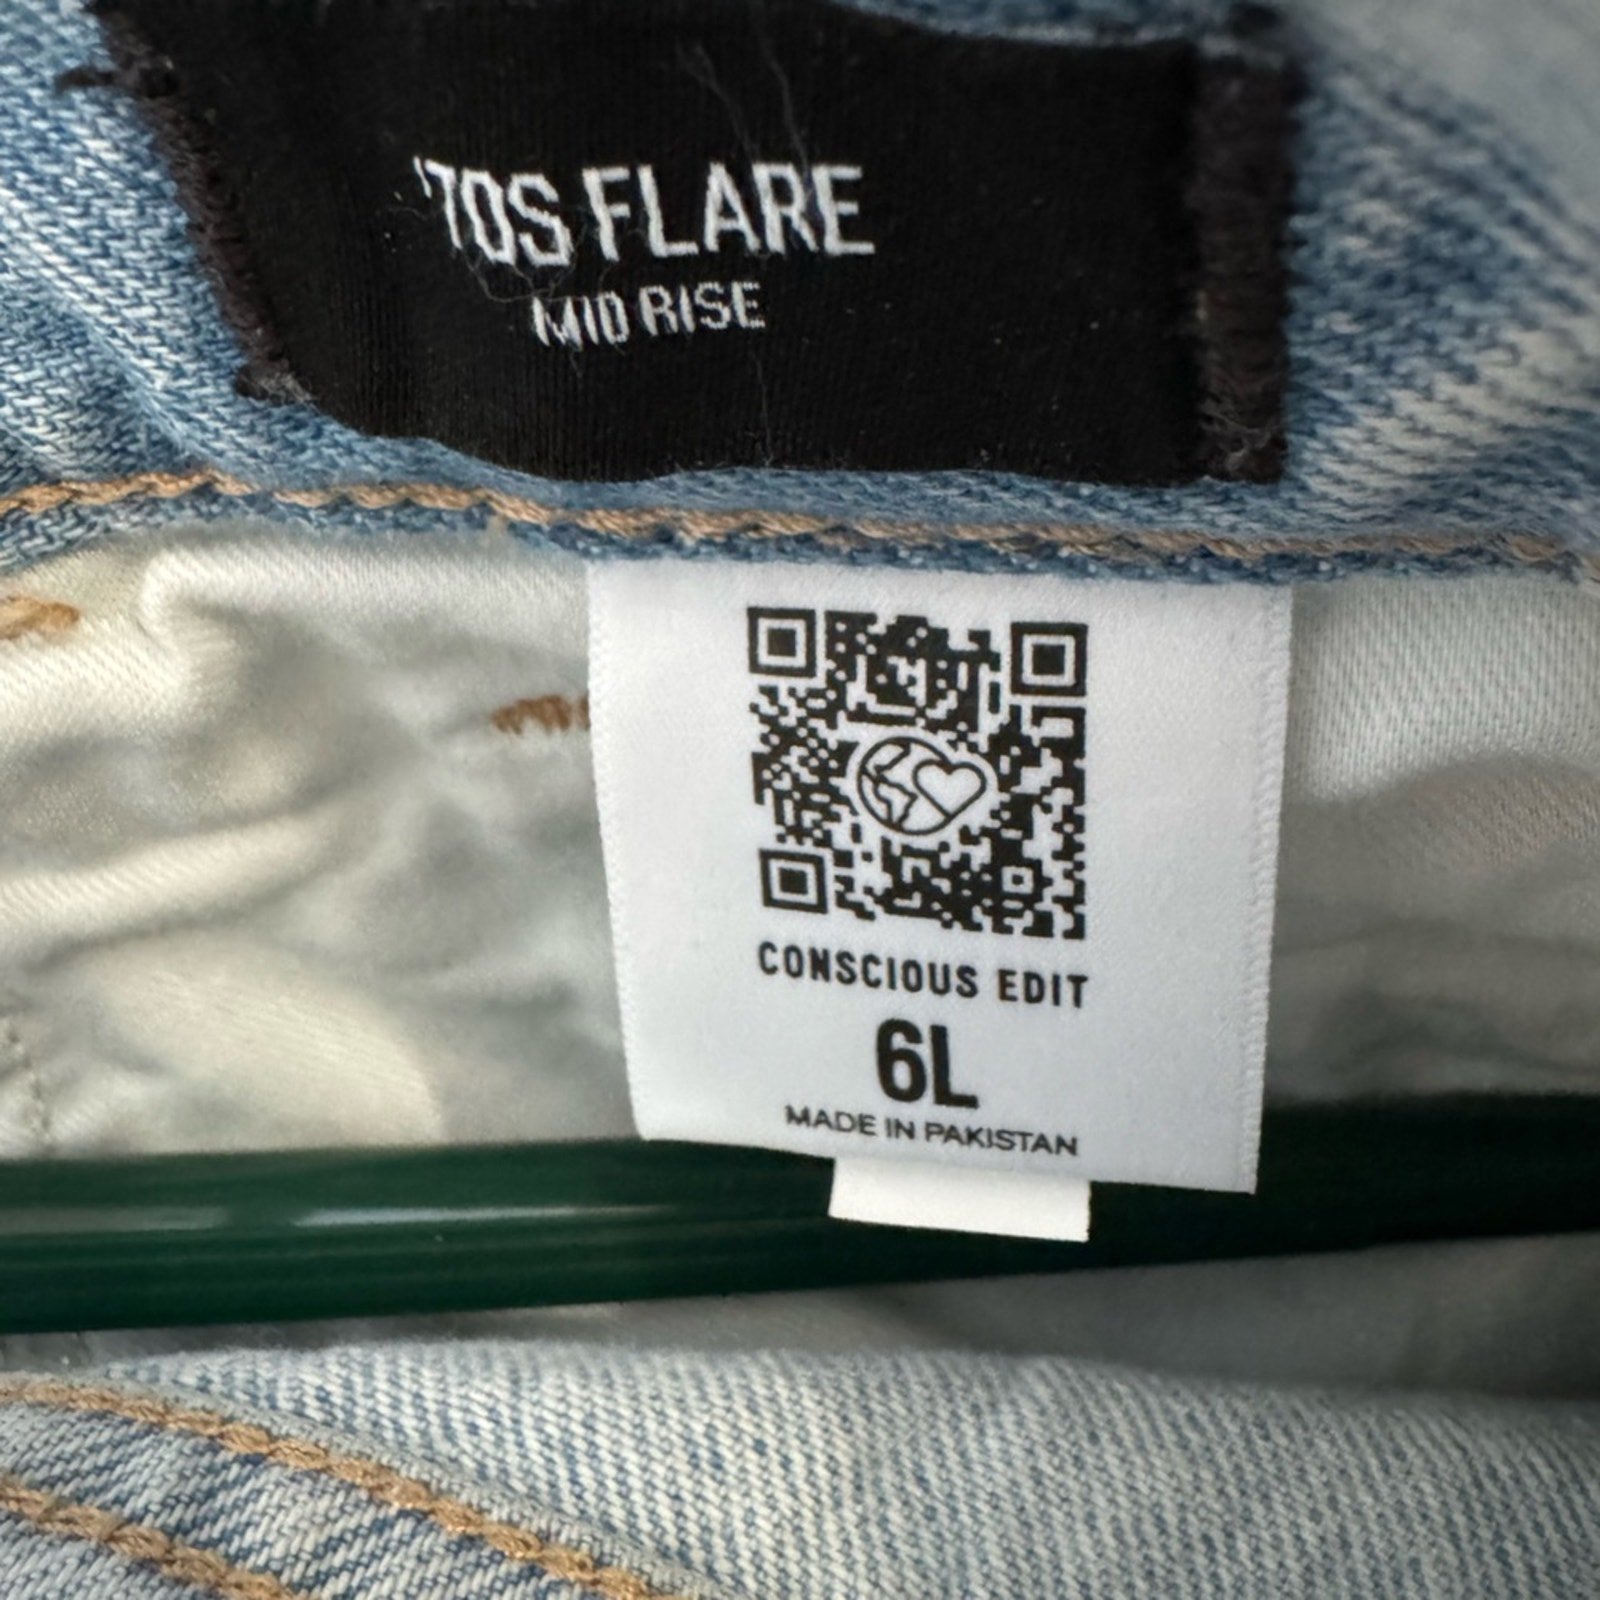 '70S FLARE
MID RISE
CONSCIOUS EDIT
6L
MADE IN PAKISTAN